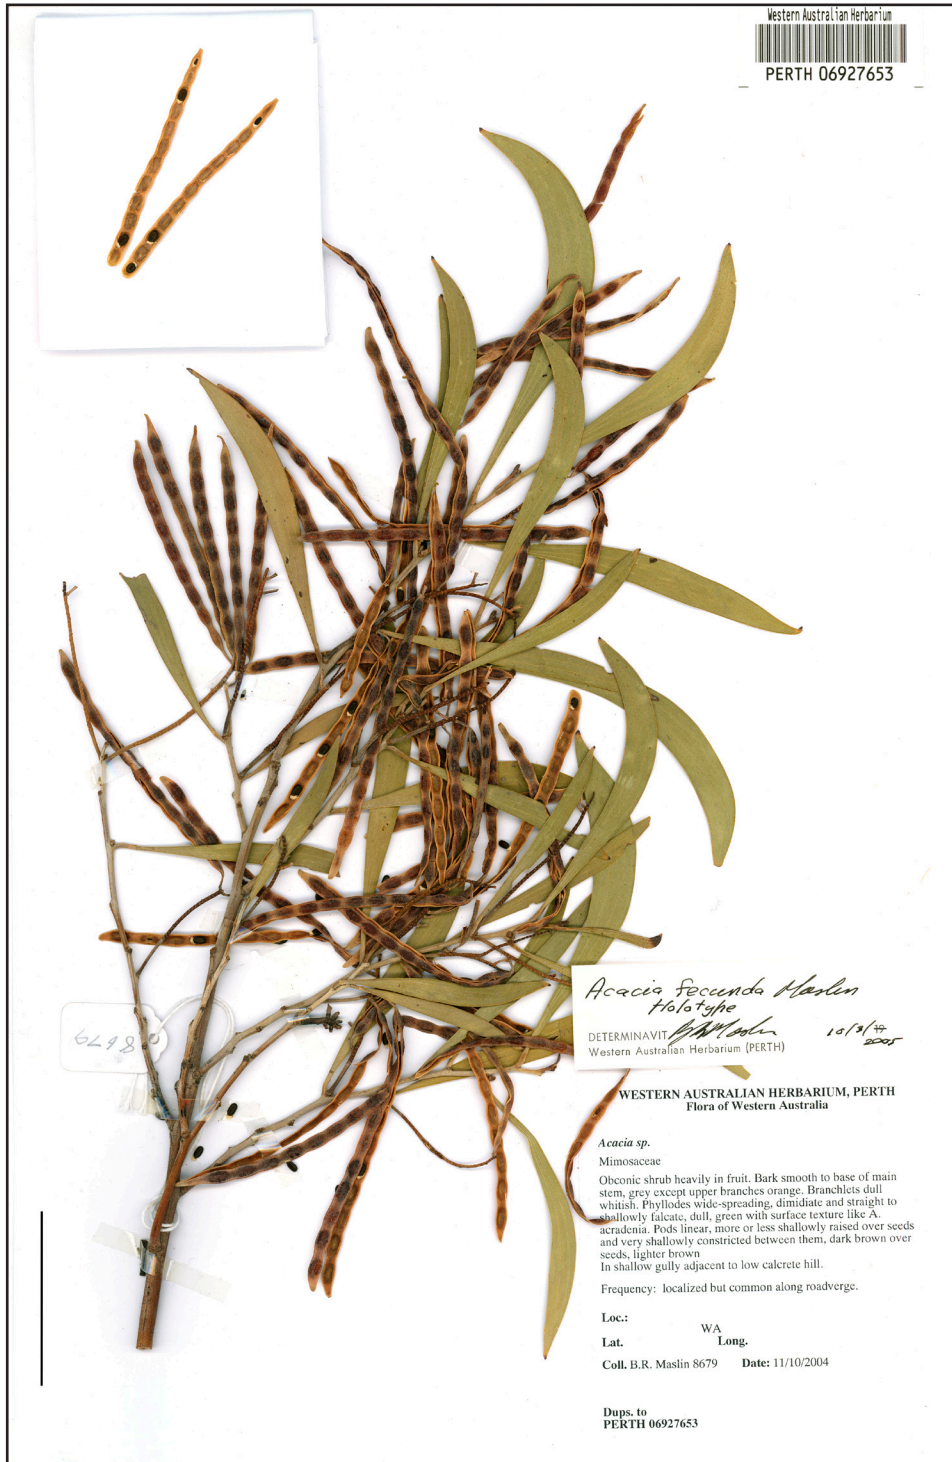 Western Australian Herbarium
PERTH 06927653
Acacia fecunda Maslin
Holotype
DETERMINAVIT BRMaslin 10/3/19
2005
Western Australian Herbarium (PERTH)
8679
WESTERN AUSTRALIAN HERBARIUM, PERTH
Flora of Western Australia
Acacia sp.
Mimosaceae
Obconic shrub heavily in fruit. Bark smooth to base of main
stem, grey except upper branches orange. Branchlets dull
whitish. Phyllodes wide-spreading, dimidiate and straight to
shallowly falcate, dull, green with surface texture like A.
acradenia. Pods linear, more or less shallowly raised over seeds
and very shallowly constricted between them, dark brown over
seeds, lighter brown
In shallow gully adjacent to low calcrete hill.
Frequency: localized but common along roadverge.
Loc.:
WA
Lat. Long.
Coll. B.R. Maslin 8679 Date: 11/10/2004
Dups. to
PERTH 06927653